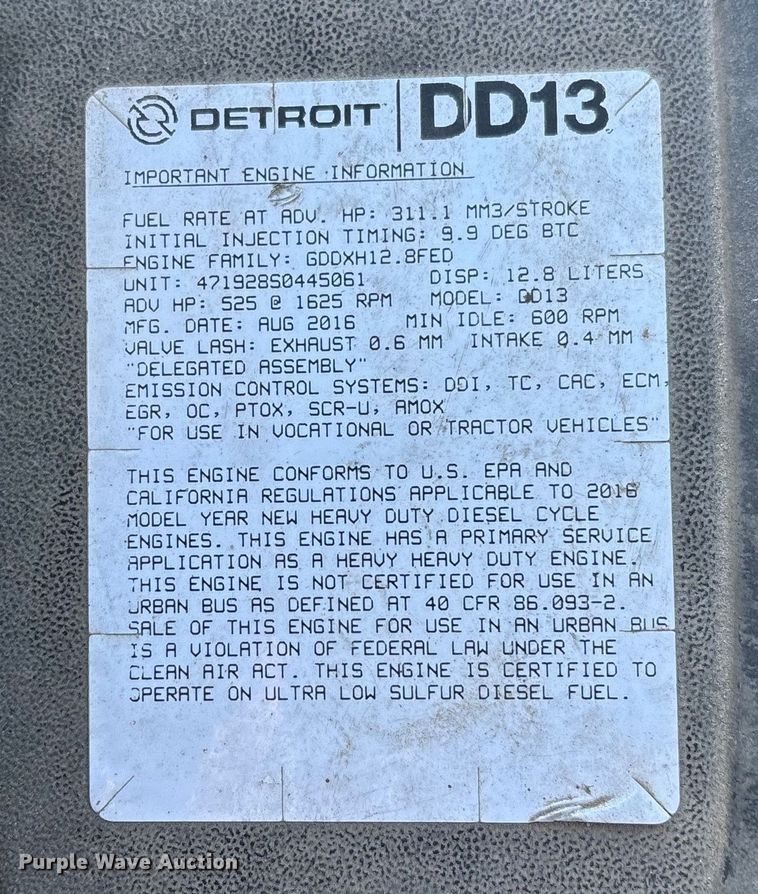 DETROIT DD13
IMPORTANT ENGINE INFORMATION
FUEL RATE AT ADV. HP: 311.1 MM3/STROKE
INITIAL INJECTION TIMING: 9.9 DEG BTC
ENGINE FAMILY: GDDXH12.8FED
UNIT: 471928S0445061 DISP: 12.8 LITERS
ADV HP: 525 @ 1625 RPM MODEL: DD13
MFG. DATE: AUG 2016 MIN IDLE: 600 RPM
VALVE LASH: EXHAUST 0.6 MM INTAKE 0.4 MM
"DELEGATED ASSEMBLY"
EMISSION CONTROL SYSTEMS: DDI, TC, CAC, ECM,
EGR, OC, PTOX, SCR-U, AMOX
"FOR USE IN VOCATIONAL OR TRACTOR VEHICLES"
THIS ENGINE CONFORMS TO U.S. EPA AND
CALIFORNIA REGULATIONS APPLICABLE TO 2016
MODEL YEAR NEW HEAVY DUTY DIESEL CYCLE
ENGINES. THIS ENGINE HAS A PRIMARY SERVICE
APPLICATION AS A HEAVY HEAVY DUTY ENGINE.
THIS ENGINE IS NOT CERTIFIED FOR USE IN AN
URBAN BUS AS DEFINED AT 40 CFR 86.093-2.
SALE OF THIS ENGINE FOR USE IN AN URBAN BUS
IS A VIOLATION OF FEDERAL LAW UNDER THE
CLEAN AIR ACT. THIS ENGINE IS CERTIFIED TO
OPERATE ON ULTRA LOW SULFUR DIESEL FUEL.
Purple Wave Auction